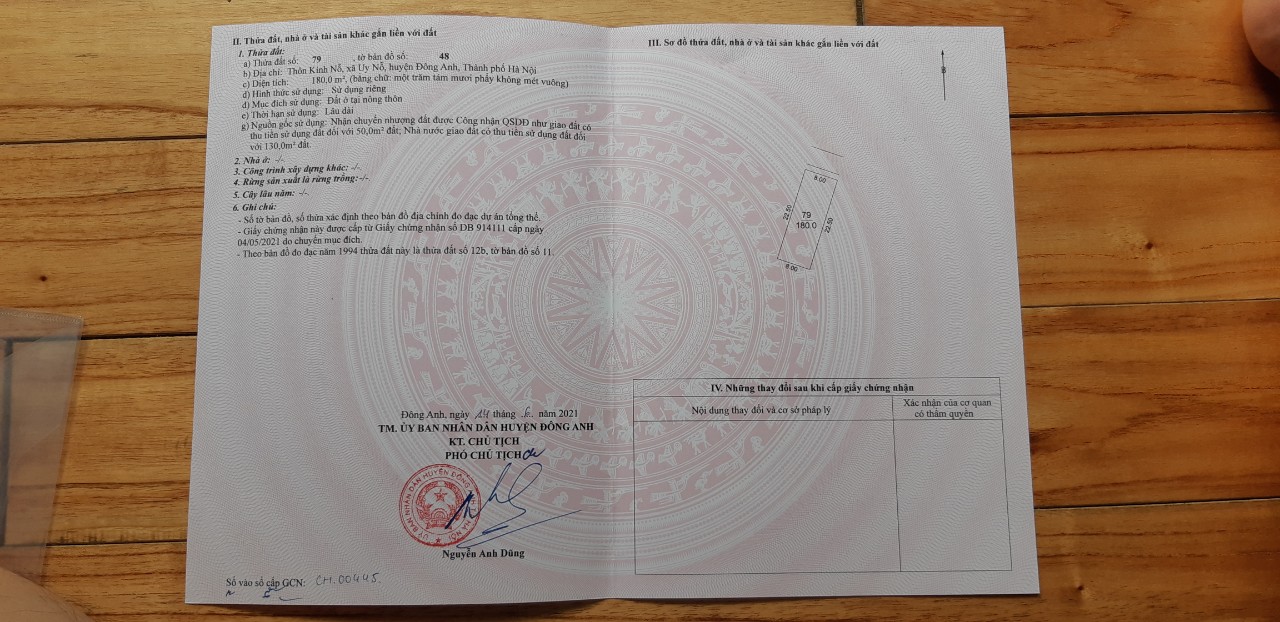 II. Thửa đất, nhà ở và tài sản khác gắn liền với đất
1. Thửa đất:
a) Thửa đất số: 79 , tờ bản đồ số: 48
b) Địa chỉ: Thôn Kính Nỗ, xã Uy Nỗ, huyện Đông Anh, Thành phố Hà Nội
c) Diện tích: 180,0 m², (bằng chữ: một trăm tám mươi phẩy không mét vuông)
d) Hình thức sử dụng: Sử dụng riêng
đ) Mục đích sử dụng: Đất ở tại nông thôn
e) Thời hạn sử dụng: Lâu dài
g) Nguồn gốc sử dụng: Nhận chuyển nhượng đất được Công nhận QSDĐ như giao đất có
thu tiền sử dụng đất đối với 50,0m² đất; Nhà nước giao đất có thu tiền sử dụng đất đối
với 130,0m² đất.
2. Nhà ở: -/-
3. Công trình xây dựng khác: -/-
4. Rừng sản xuất là rừng trồng: -/-
5. Cây lâu năm: -/-
6. Ghi chú:
- Số tờ bản đồ, số thửa xác định theo bản đồ địa chính đo đạc dự án tổng thể.
- Giấy chứng nhận này được cấp từ Giấy chứng nhận số DB 914111 cấp ngày
04/05/2021 do chuyển mục đích.
- Theo bản đồ đo đạc năm 1994 thửa đất này là thửa đất số 12b, tờ bản đồ số 11.
Đông Anh, ngày 14 tháng năm 2021
TM. ỦY BAN NHÂN DÂN HUYỆN ĐÔNG ANH
KT. CHỦ TỊCH
PHÓ CHỦ TỊCH
ỦY BAN NHÂN DÂN HUYỆN ĐÔNG ANH HÀ NỘI
Nguyễn Anh Dũng
Số vào sổ cấp GCN: CH.00445.
III. Sơ đồ thửa đất, nhà ở và tài sản khác gắn liền với đất
B
8.00
22.50
79
180.0
22.50
8.00
IV. Những thay đổi sau khi cấp giấy chứng nhận
Nội dung thay đổi và cơ sở pháp lý
Xác nhận của cơ quan
có thẩm quyền